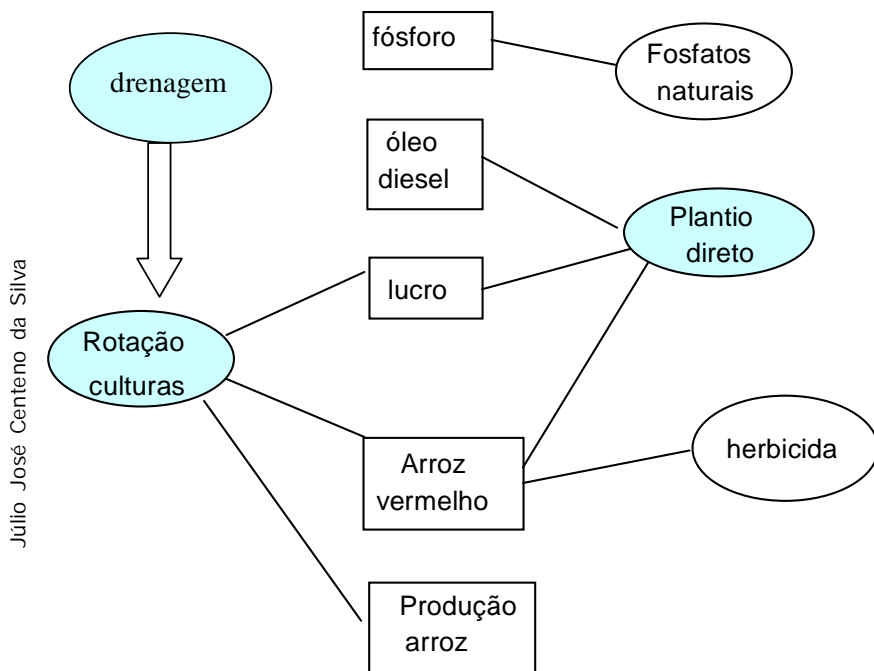 drenagem
fósforo
Fosfatos
naturais
óleo
diesel
Plantio
direto
lucro
Rotação
culturas
Arroz
vermelho
herbicida
Produção
arroz
Júlio José Centeno da Silva